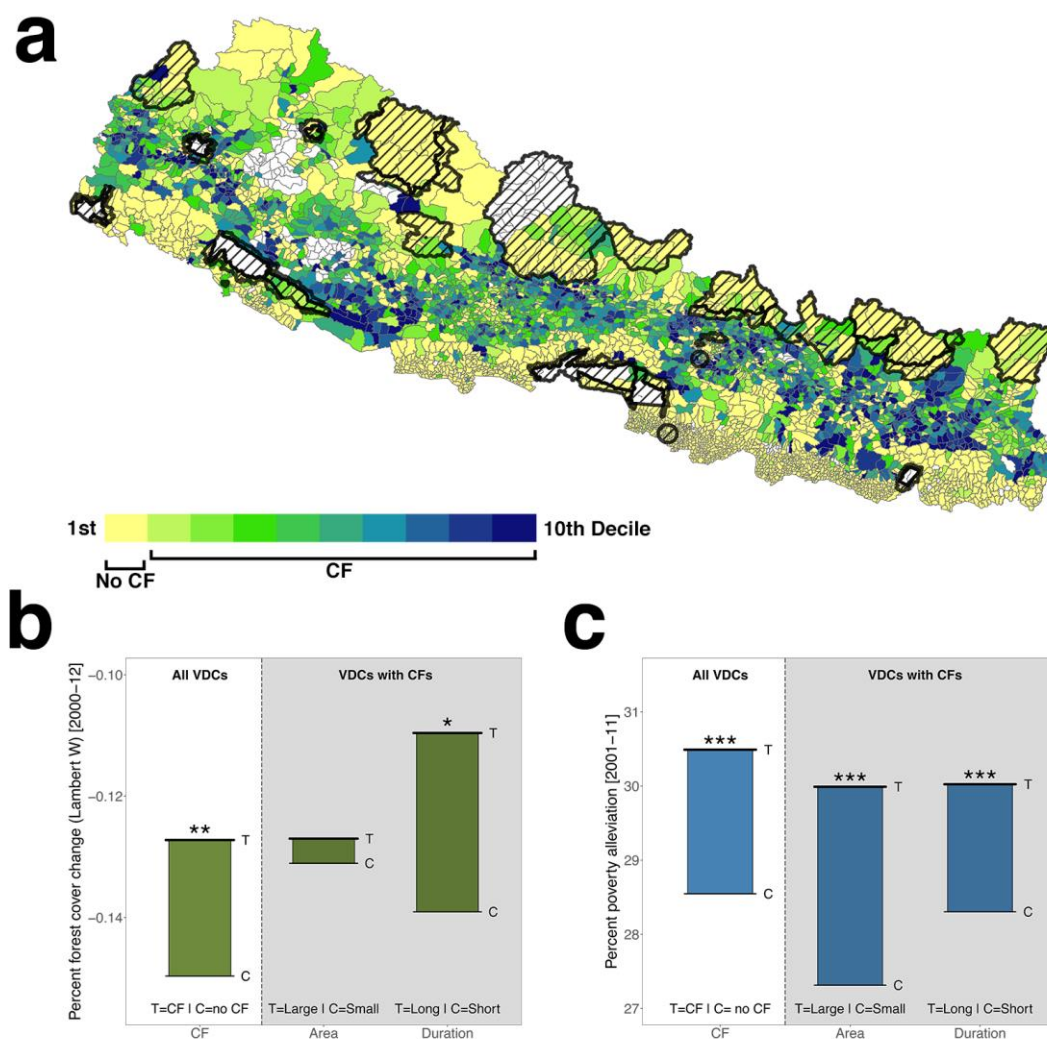 a
1st 10th Decile
No CF CF
b
Percent forest cover change (Lambert W) [2000−12]
−0.10
−0.12
−0.14
All VDCs VDCs with CFs
** T
C
T
C
* T
C
T=CF I C=no CF T=Large I C=Small T=Long I C=Short
CF Area Duration
c
Percent poverty alleviation [2001−11]
31
30
29
28
27
All VDCs VDCs with CFs
*** T
C
*** T
C
*** T
C
T=CF I C= no CF T=Large I C=Small T=Long I C=Short
CF Area Duration